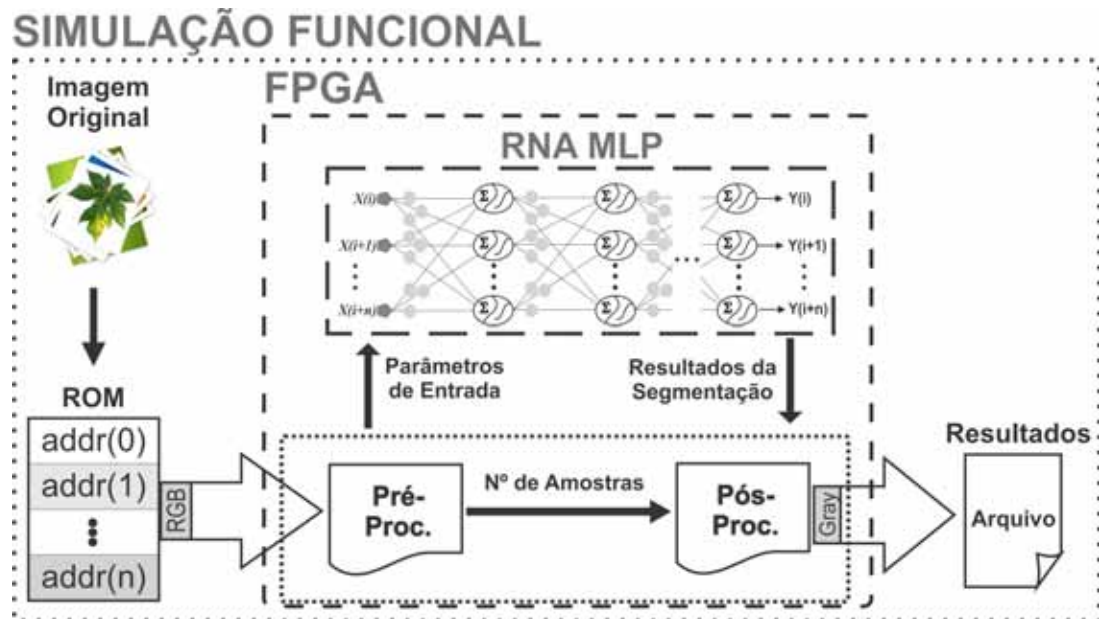 SIMULAÇÃO FUNCIONAL
Imagem
Original
FPGA
RNA MLP
X(i)
Y(i)
X(i+1)
Y(i+1)
X(i+n)
Y(i+n)
Σ Σ Σ
Σ Σ Σ
Σ Σ Σ
Parâmetros
de Entrada
Resultados da
Segmentação
ROM
addr(0)
addr(1)
addr(n)
RGB
Pré-
Proc.
Nº de Amostras
Pós-
Proc.
Gray
Resultados
Arquivo